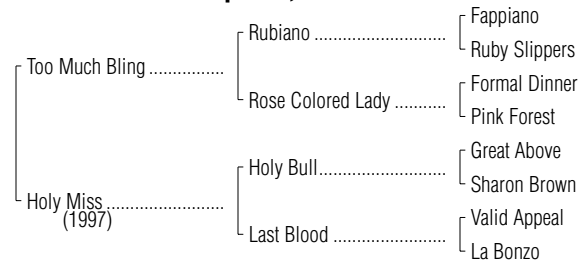 Fappiano
Rubiano
Ruby Slippers
Too Much Bling
Formal Dinner
Rose Colored Lady
Pink Forest
Great Above
Holy Bull
Sharon Brown
Holy Miss
(1997)
Valid Appeal
Last Blood
La Bonzo